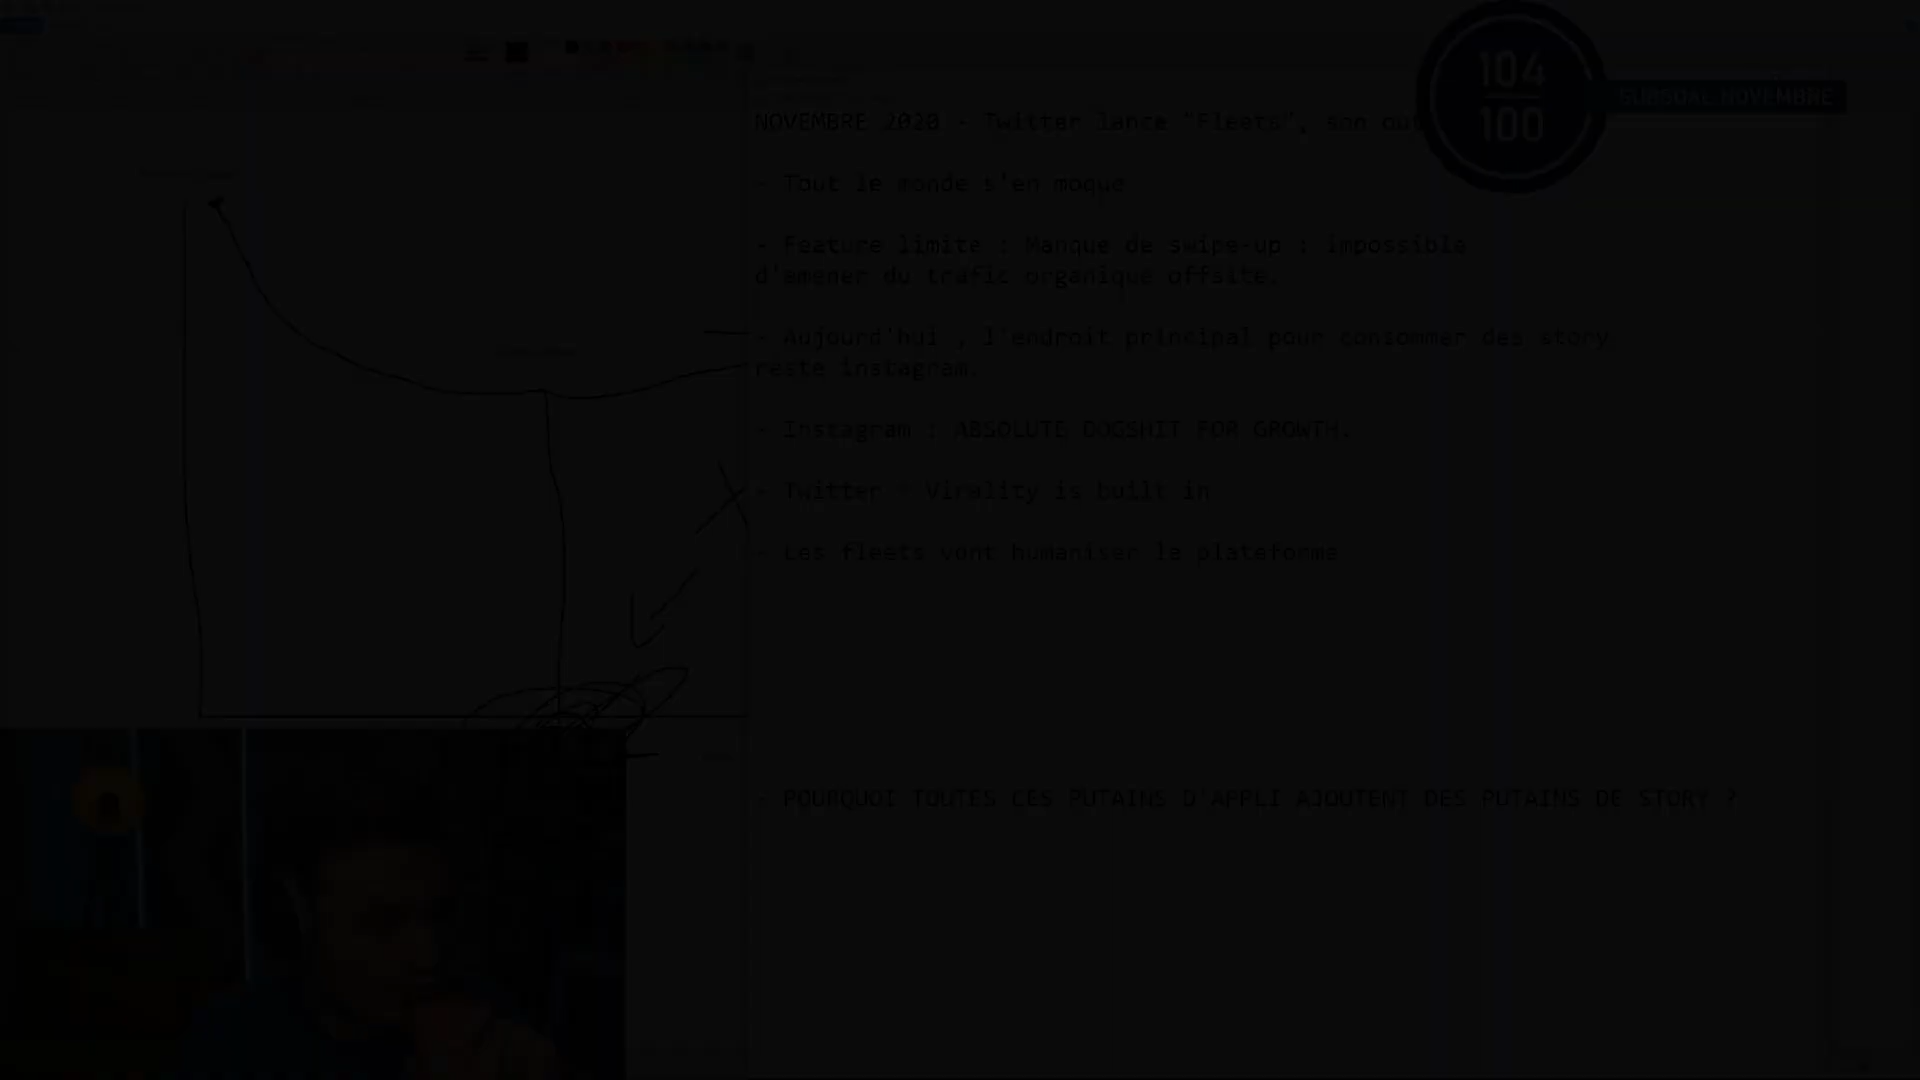 104
100
SUBGOAL NOVEMBRE
NOVEMBRE 2020 - Twitter lance "Fleets", son out
- Tout le monde s'en moque
- Feature limite : Manque de swipe-up : impossible
d'amener du trafic organique offsite.
- Aujourd'hui , l'endroit principal pour consommer des story
reste instagram.
- Instagram : ABSOLUTE DOGSHIT FOR GROWTH.
- Twitter = Virality is built in
- Les fleets vont humaniser la plateforme
- POURQUOI TOUTES CES PUTAINS D'APPLI AJOUTENT DES PUTAINS DE STORY ?